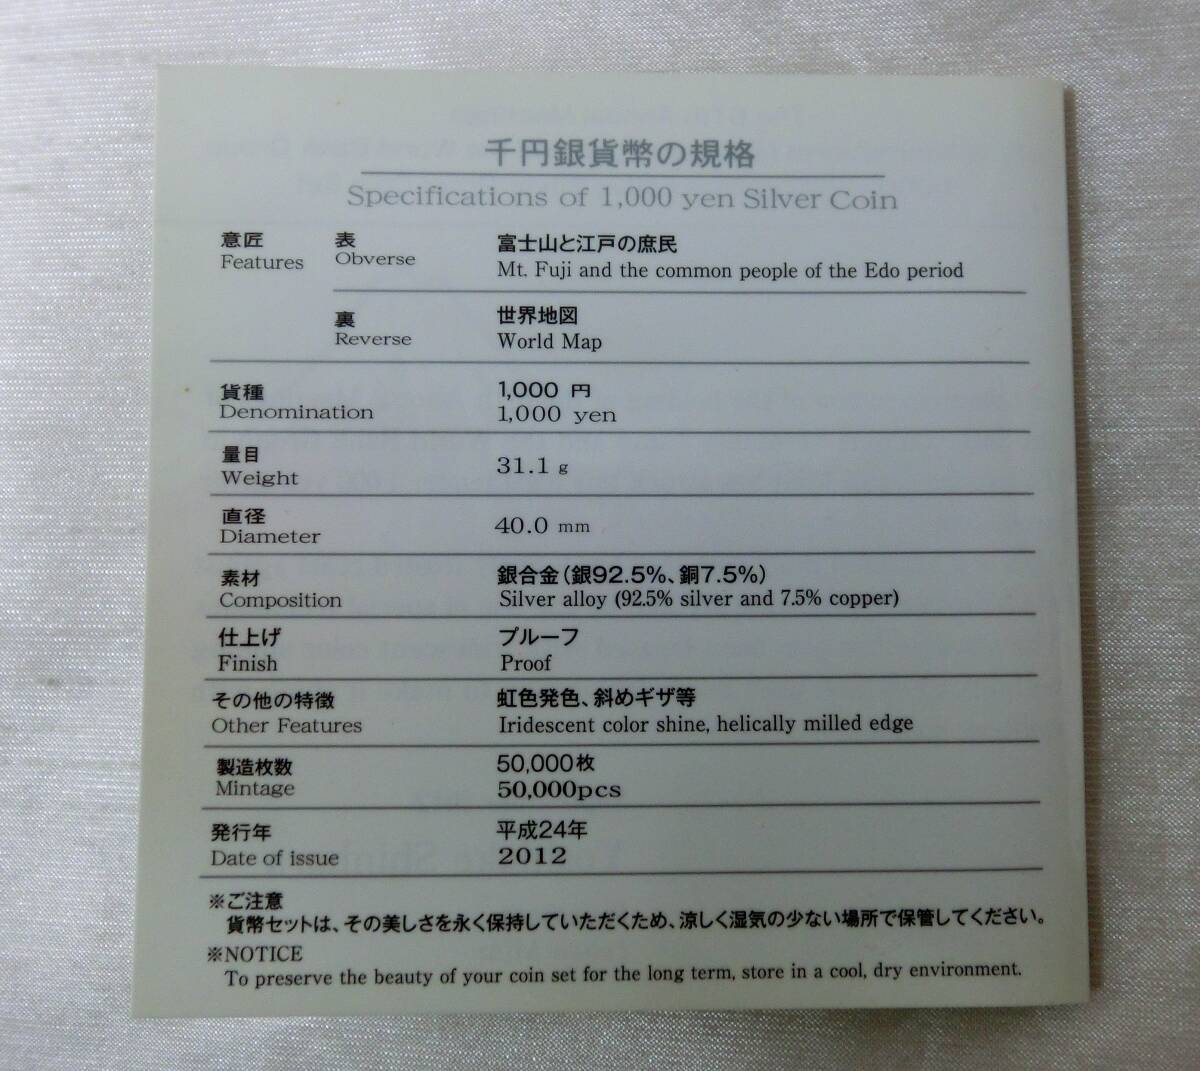 千円銀貨幣の規格
Specifications of 1,000 yen Silver Coin
意匠 表 富士山と江戸の庶民
Features Obverse Mt. Fuji and the common people of the Edo period
裏 世界地図
Reverse World Map
貨種 1,000 円
Denomination 1,000 yen
量目
Weight 31.1 g
直径
Diameter 40.0 mm
素材 銀合金(銀92.5%、銅7.5%)
Composition Silver alloy (92.5% silver and 7.5% copper)
仕上げ プルーフ
Finish Proof
その他の特徴 虹色発色、斜めギザ等
Other Features Iridescent color shine, helically milled edge
製造枚数 50,000枚
Mintage 50,000pcs
発行年 平成24年
Date of issue 2012
※ご注意
貨幣セットは、その美しさを永く保持していただくため、涼しく湿気の少ない場所で保管してください。
※NOTICE
To preserve the beauty of your coin set for the long term, store in a cool, dry environment.